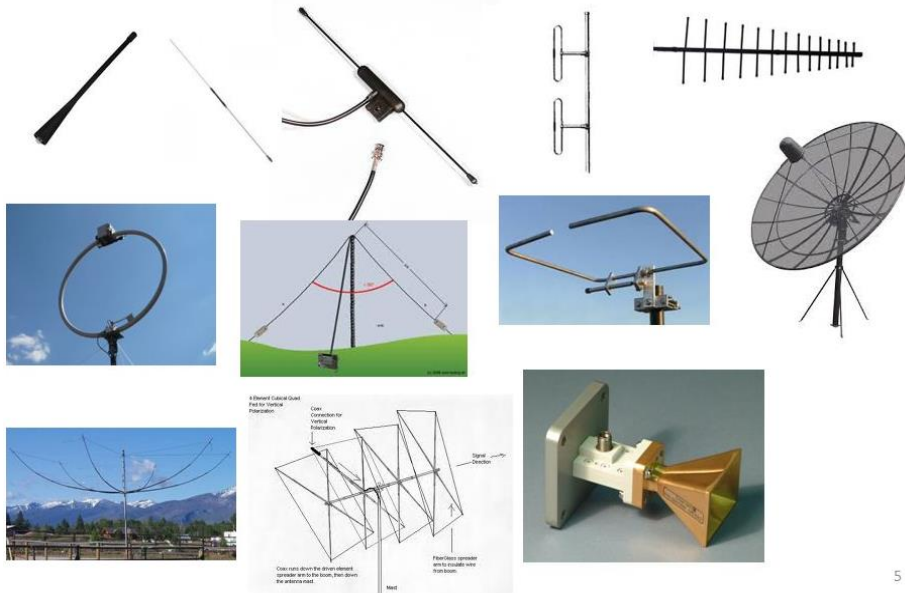 4 Element Cubical Quad
Fed for Vertical
Polarization
Coax
Connection for
Vertical
Polarization
Signal
Direction
Coax runs down the driven element
spreader arm to the boom, then down
the antenna mast.
Mast
Fiberglass spreader
arm to insulate wire
from boom.
5